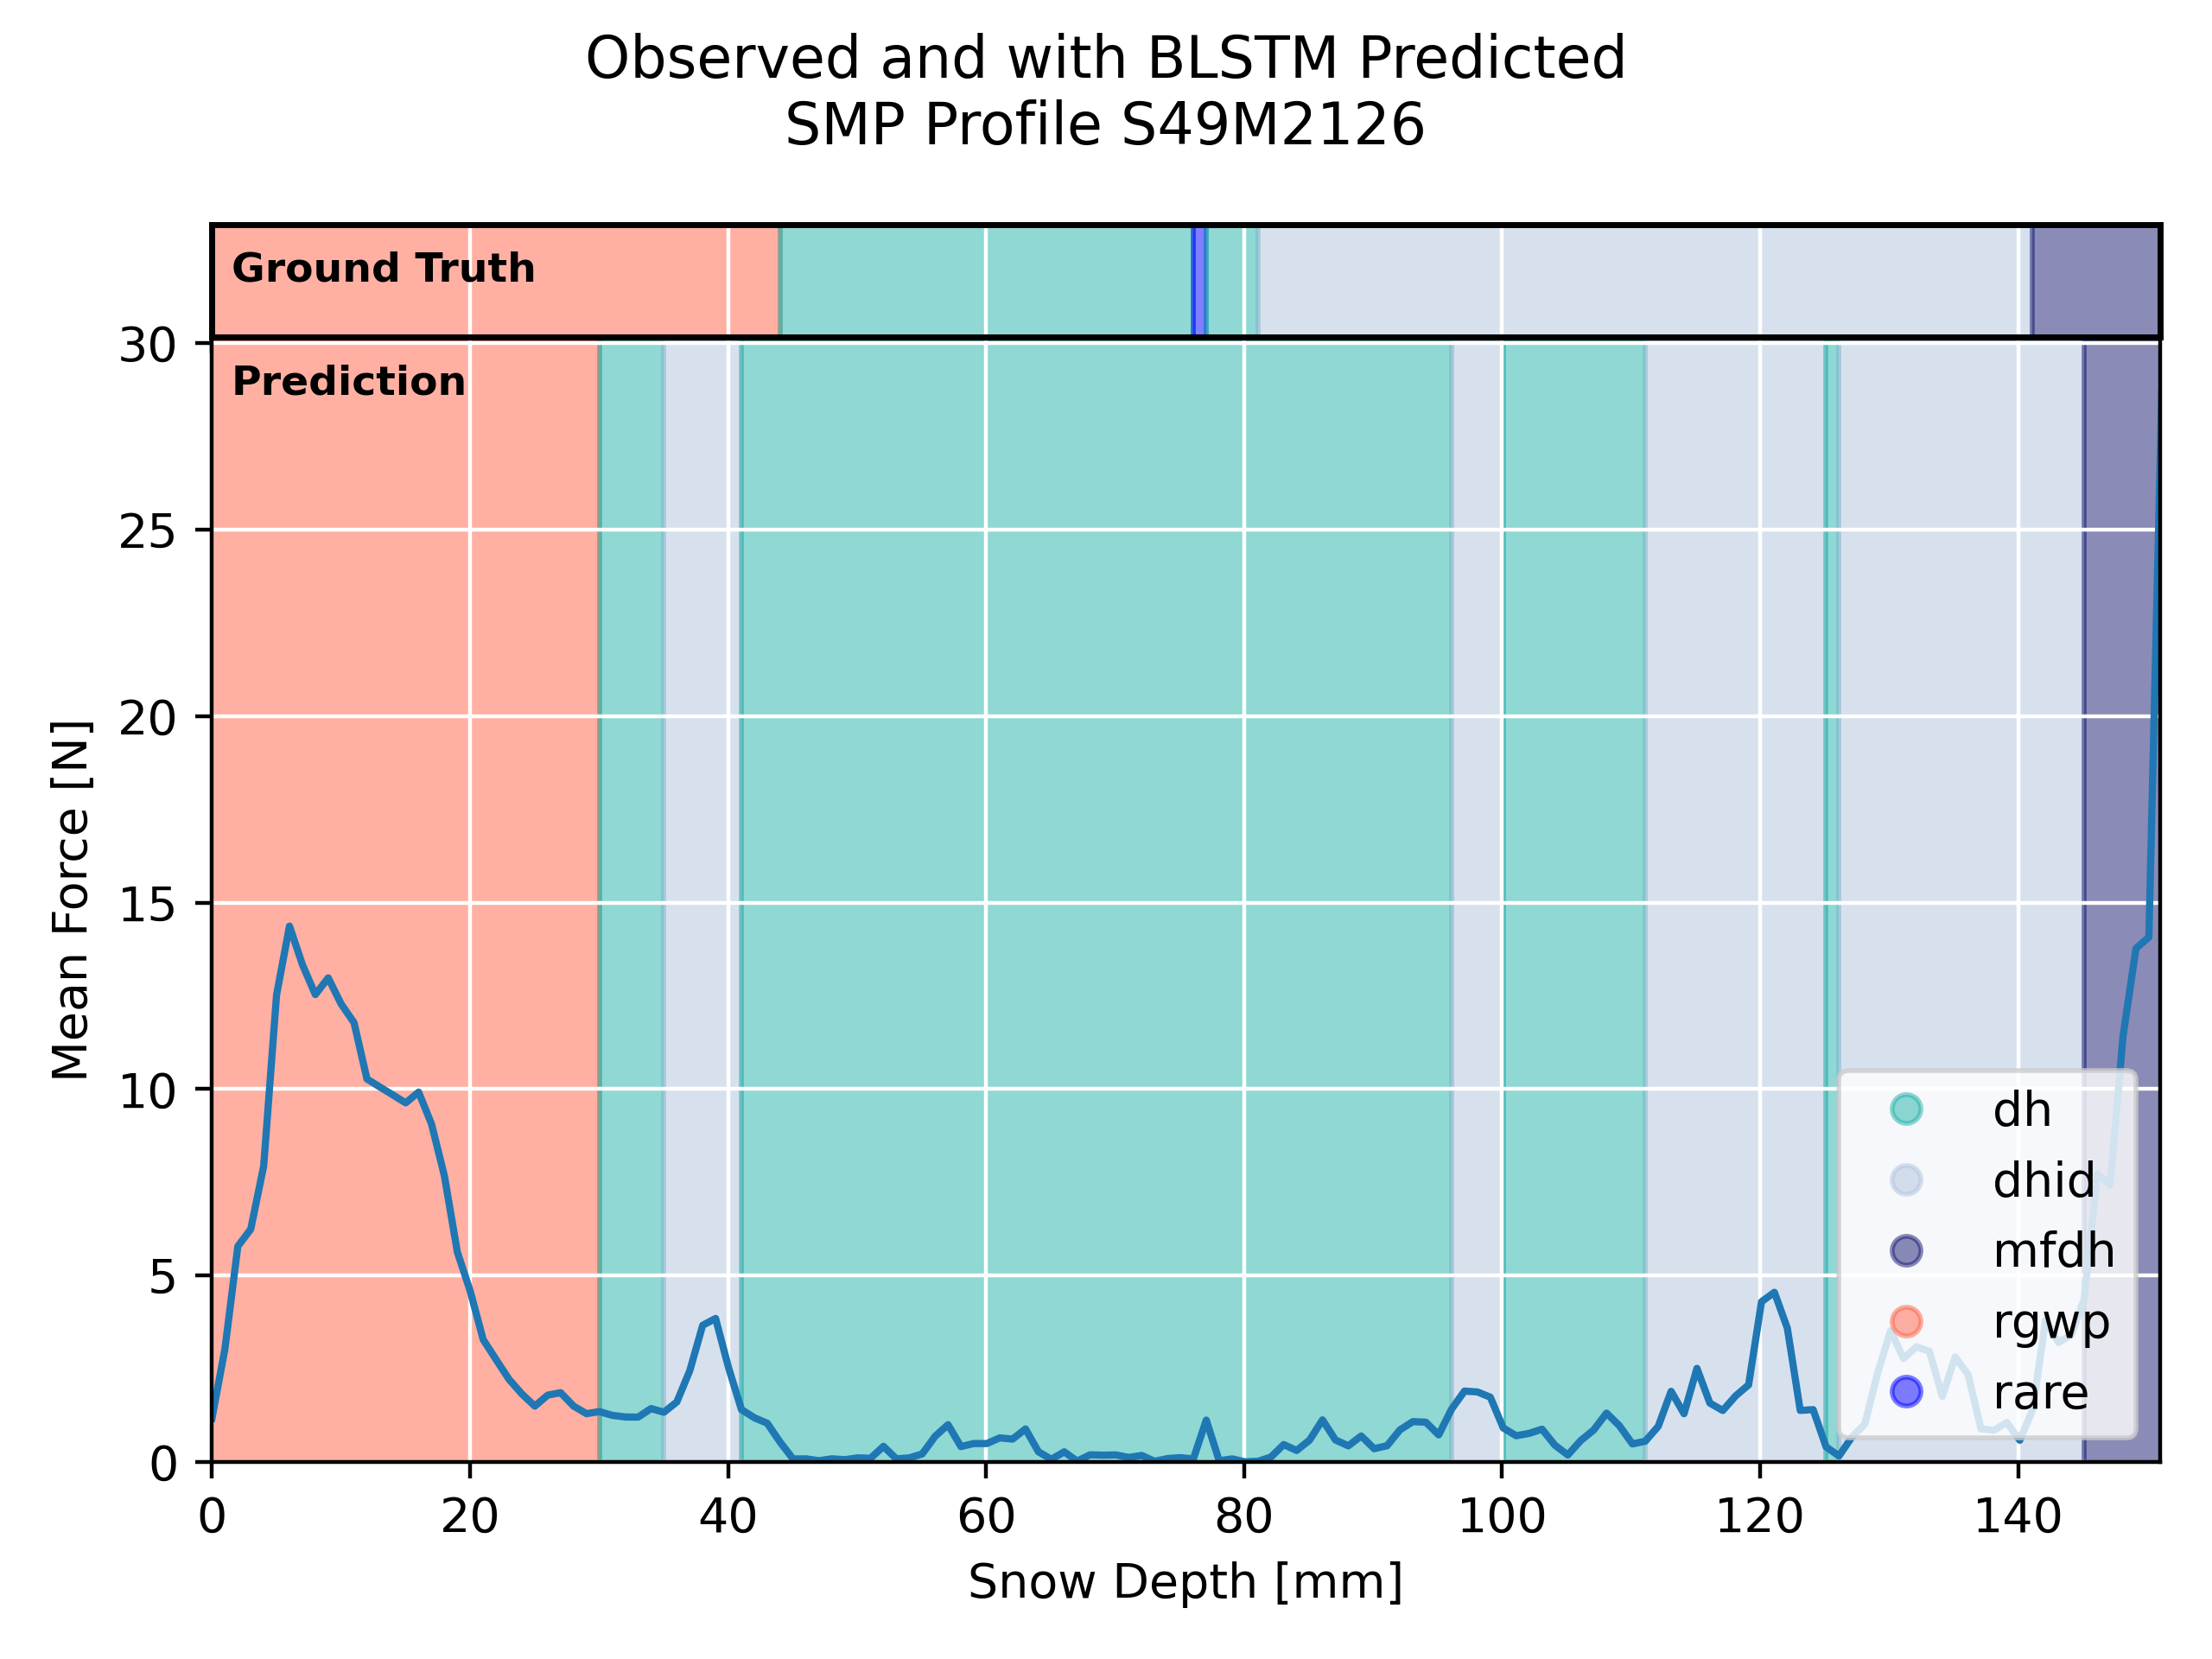 Observed and with BLSTM Predicted
SMP Profile S49M2126
Ground Truth
Prediction
30
25
20
15
10
5
0
Mean Force [N]
0 20 40 60 80 100 120 140
Snow Depth [mm]
dh
dhid
mfdh
rgwp
rare